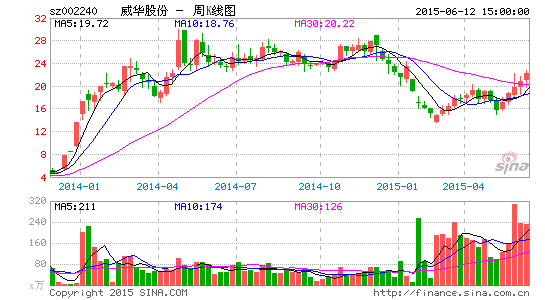 sz002240 威华股份 — 周K线图 2015-06-12 15:00:00
MA5:19.72 MA10:18.76 MA30:20.22
32
28
24
20
16
12
8
4
sina
2014-01 2014-04 2014-07 2014-10 2015-01 2015-04
MA5:211 MA10:174 MA30:126
320
240
160
80
x万
Copyright 2015 SINA.COM http://finance.sina.com.cn